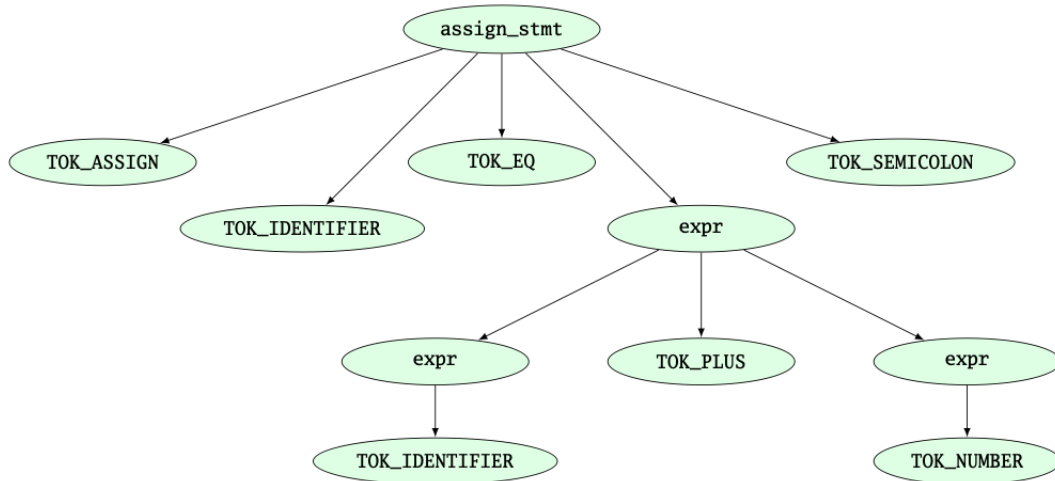 assign_stmt
TOK_ASSIGN
TOK_EQ
TOK_SEMICOLON
TOK_IDENTIFIER
expr
expr
TOK_PLUS
expr
TOK_IDENTIFIER
TOK_NUMBER